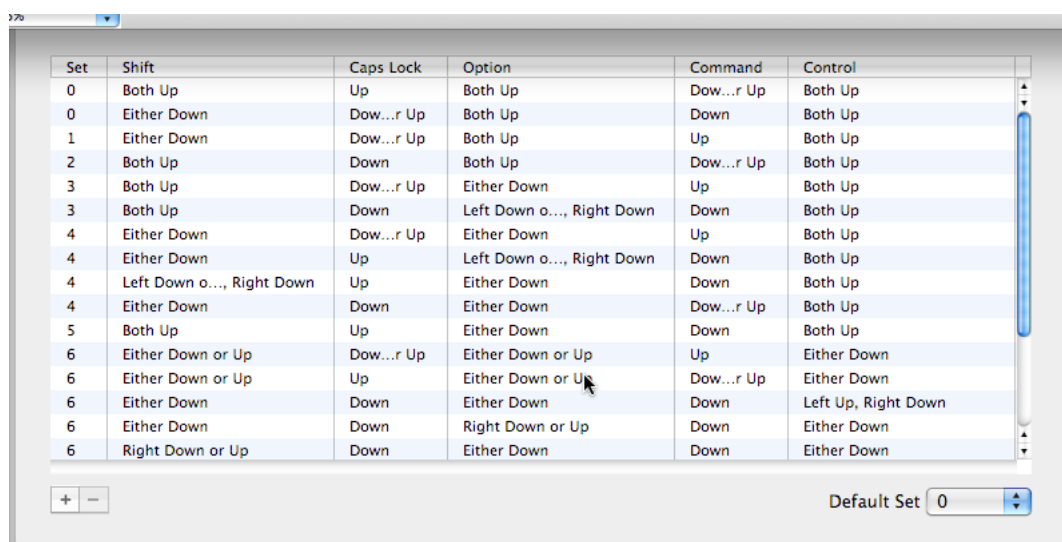 Set Shift Caps Lock Option Command Control
0 Both Up Up Both Up Dow...r Up Both Up
0 Either Down Dow...r Up Both Up Down Both Up
1 Either Down Dow...r Up Both Up Up Both Up
2 Both Up Down Both Up Dow...r Up Both Up
3 Both Up Dow...r Up Either Down Up Both Up
3 Both Up Down Left Down o..., Right Down Down Both Up
4 Either Down Dow...r Up Either Down Up Both Up
4 Either Down Up Left Down o..., Right Down Down Both Up
4 Left Down o..., Right Down Up Either Down Down Both Up
4 Either Down Down Either Down Dow...r Up Both Up
5 Both Up Up Either Down Down Both Up
6 Either Down or Up Dow...r Up Either Down or Up Up Either Down
6 Either Down or Up Up Either Down or Up Dow...r Up Either Down
6 Either Down Down Either Down Down Left Up, Right Down
6 Either Down Down Right Down or Up Down Either Down
6 Right Down or Up Down Either Down Down Either Down
+ −
Default Set 0